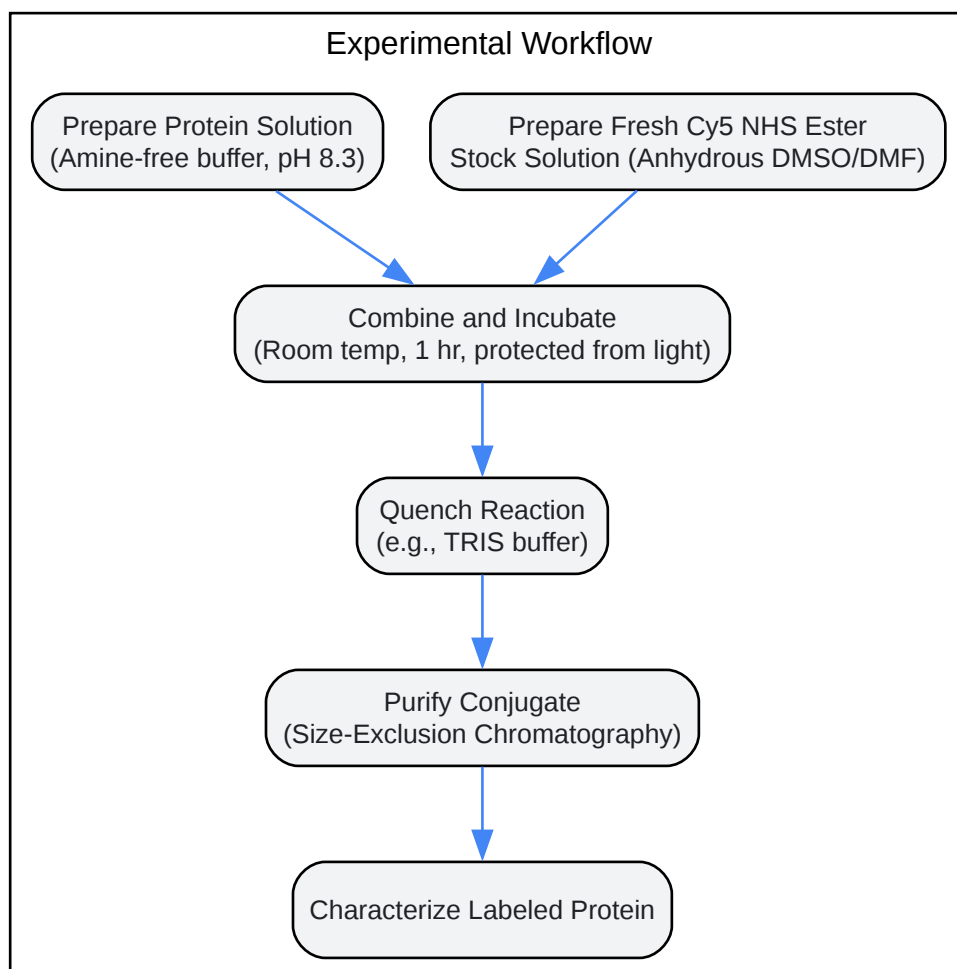 Experimental Workflow
Prepare Protein Solution
(Amine-free buffer, pH 8.3)
Prepare Fresh Cy5 NHS Ester
Stock Solution (Anhydrous DMSO/DMF)
Combine and Incubate
(Room temp, 1 hr, protected from light)
Quench Reaction
(e.g., TRIS buffer)
Purify Conjugate
(Size-Exclusion Chromatography)
Characterize Labeled Protein